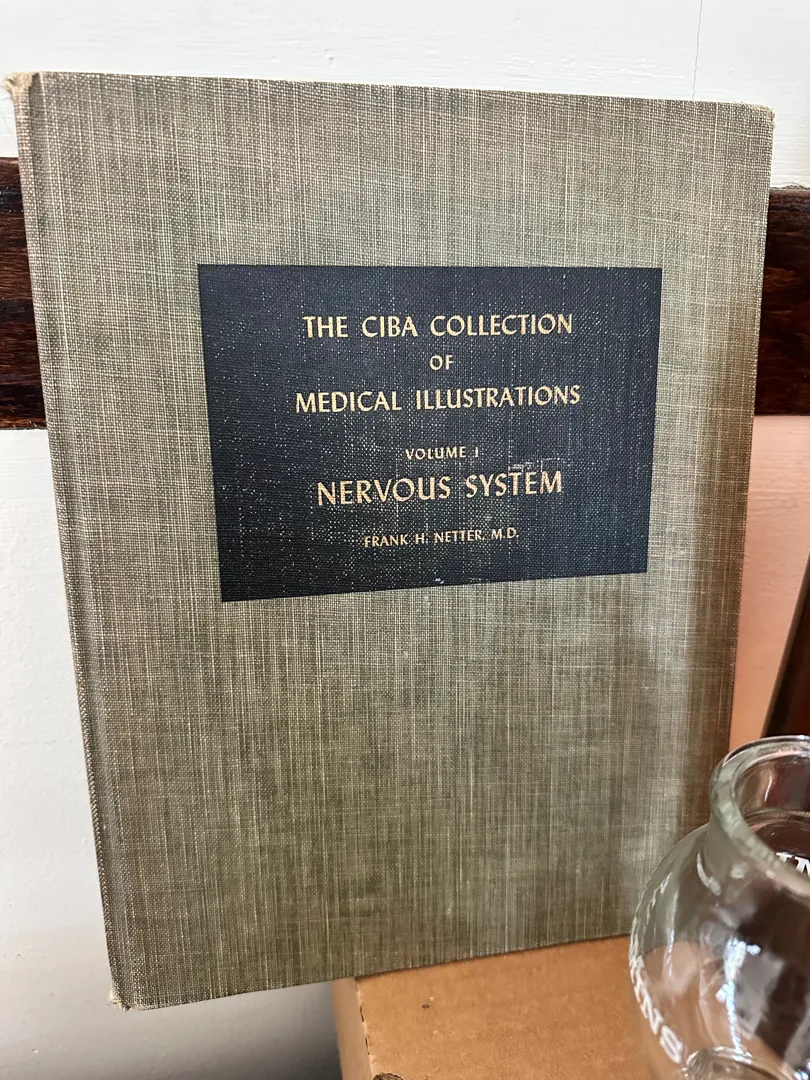 THE CIBA COLLECTION
OF
MEDICAL ILLUSTRATIONS
VOLUME I
NERVOUS SYSTEM
FRANK H. NETTER, M.D.